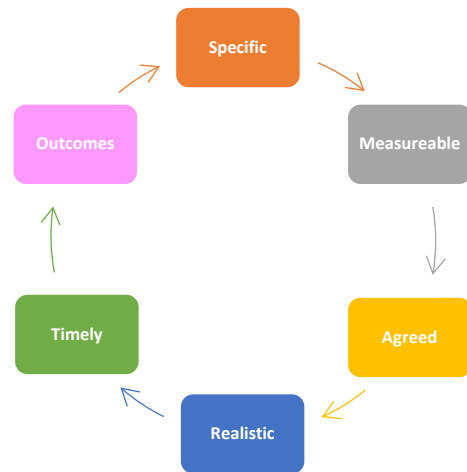 Specific
Measureable
Agreed
Realistic
Timely
Outcomes